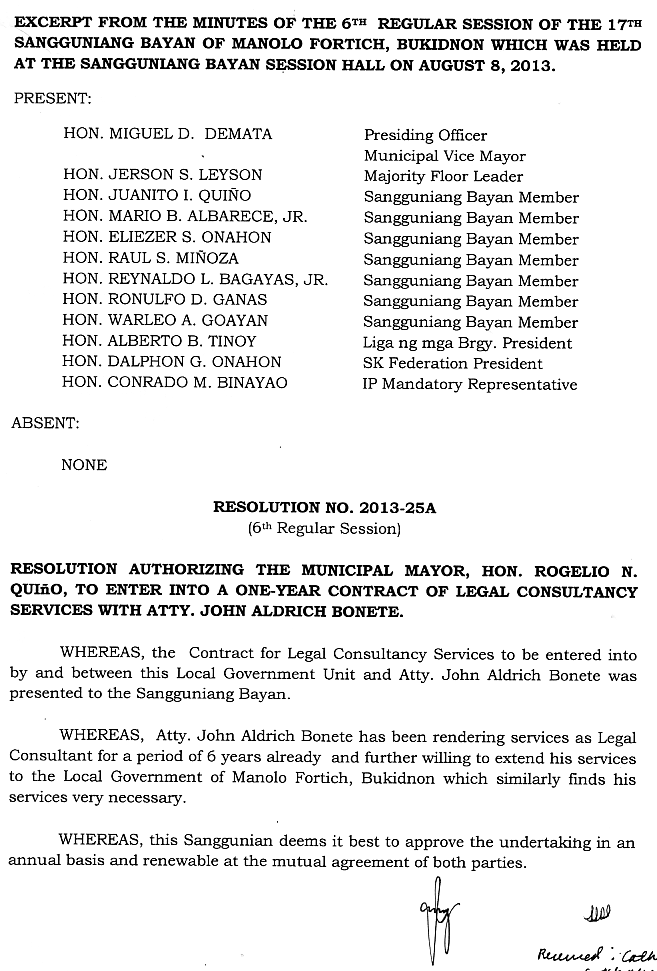 EXCERPT FROM THE MINUTES OF THE 6TH REGULAR SESSION OF THE 17TH
SANGGUNIANG BAYAN OF MANOLO FORTICH, BUKIDNON WHICH WAS HELD
AT THE SANGGUNIANG BAYAN SESSION HALL ON AUGUST 8, 2013.
PRESENT:
HON. MIGUEL D. DEMATA Presiding Officer
Municipal Vice Mayor
HON. JERSON S. LEYSON Majority Floor Leader
HON. JUANITO I. QUIÑO Sangguniang Bayan Member
HON. MARIO B. ALBARECE, JR. Sangguniang Bayan Member
HON. ELIEZER S. ONAHON Sangguniang Bayan Member
HON. RAUL S. MIÑOZA Sangguniang Bayan Member
HON. REYNALDO L. BAGAYAS, JR. Sangguniang Bayan Member
HON. RONULFO D. GANAS Sangguniang Bayan Member
HON. WARLEO A. GOAYAN Sangguniang Bayan Member
HON. ALBERTO B. TINOY Liga ng mga Brgy. President
HON. DALPHON G. ONAHON SK Federation President
HON. CONRADO M. BINAYAO IP Mandatory Representative
ABSENT:
NONE
RESOLUTION NO. 2013-25A
(6th Regular Session)
RESOLUTION AUTHORIZING THE MUNICIPAL MAYOR, HON. ROGELIO N.
QUIñO, TO ENTER INTO A ONE-YEAR CONTRACT OF LEGAL CONSULTANCY
SERVICES WITH ATTY. JOHN ALDRICH BONETE.
WHEREAS, the Contract for Legal Consultancy Services to be entered into
by and between this Local Government Unit and Atty. John Aldrich Bonete was
presented to the Sangguniang Bayan.
WHEREAS, Atty. John Aldrich Bonete has been rendering services as Legal
Consultant for a period of 6 years already and further willing to extend his services
to the Local Government of Manolo Fortich, Bukidnon which similarly finds his
services very necessary.
WHEREAS, this Sanggunian deems it best to approve the undertaking in an
annual basis and renewable at the mutual agreement of both parties.
Received : Cath